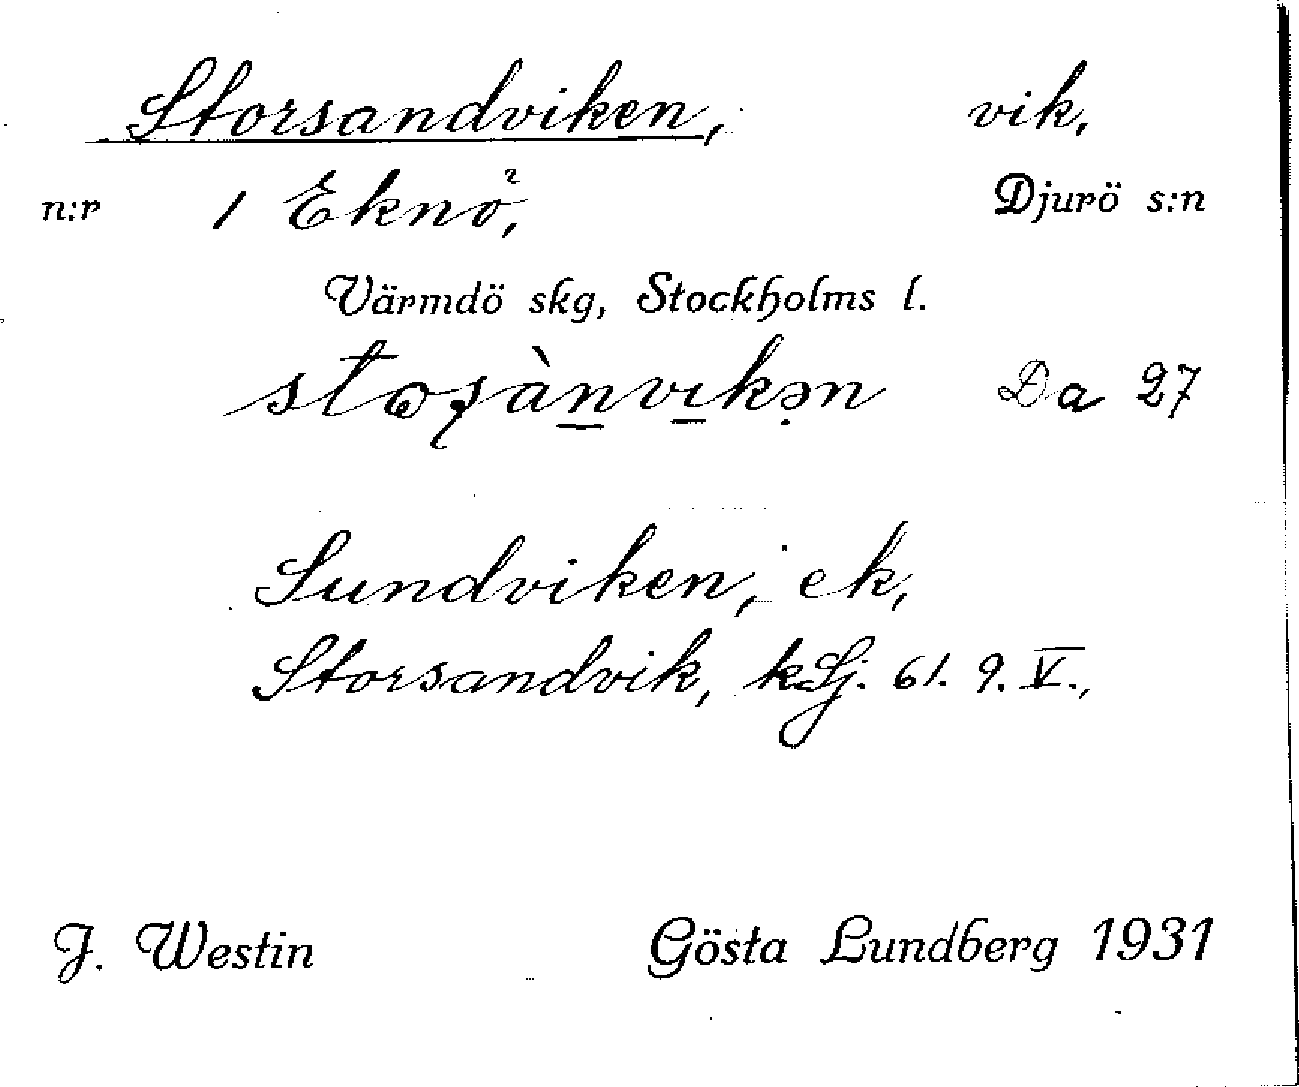 Storsandviken, vik,
n:r 1 Eknö, Djurö s:n
Värmdö skg, Stockholms l.
Da 27
Sundviken, ek,
Storsandvik, kSj. 61. 9. V.,
J. Westin Gösta Lundberg 1931